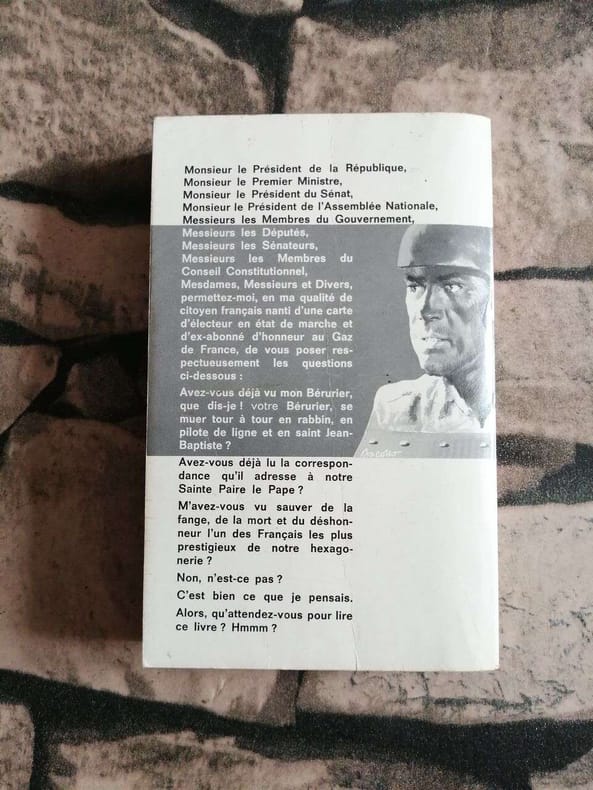 Monsieur le Président de la République,
Monsieur le Premier Ministre,
Monsieur le Président du Sénat,
Monsieur le Président de l'Assemblée Nationale,
Messieurs les Membres du Gouvernement,
Messieurs les Députés,
Messieurs les Sénateurs,
Messieurs les Membres du
Conseil Constitutionnel,
Mesdames, Messieurs et Divers,
permettez-moi, en ma qualité de
citoyen français nanti d'une carte
d'électeur en état de marche et
d'ex-abonné d'honneur au Gaz
de France, de vous poser res-
pectueusement les questions
ci-dessous :
Avez-vous déjà vu mon Bérurier,
que dis-je ! votre Bérurier, se
muer tour à tour en rabbin, en
pilote de ligne et en saint Jean-
Baptiste ?
Avez-vous déjà lu la correspon-
dance qu'il adresse à notre
Sainte Paire le Pape ?
M'avez-vous vu sauver de la
fange, de la mort et du déshon-
neur l'un des Français les plus
prestigieux de notre hexago-
nerie ?
Non, n'est-ce pas ?
C'est bien ce que je pensais.
Alors, qu'attendez-vous pour lire
ce livre ? Hmmm ?